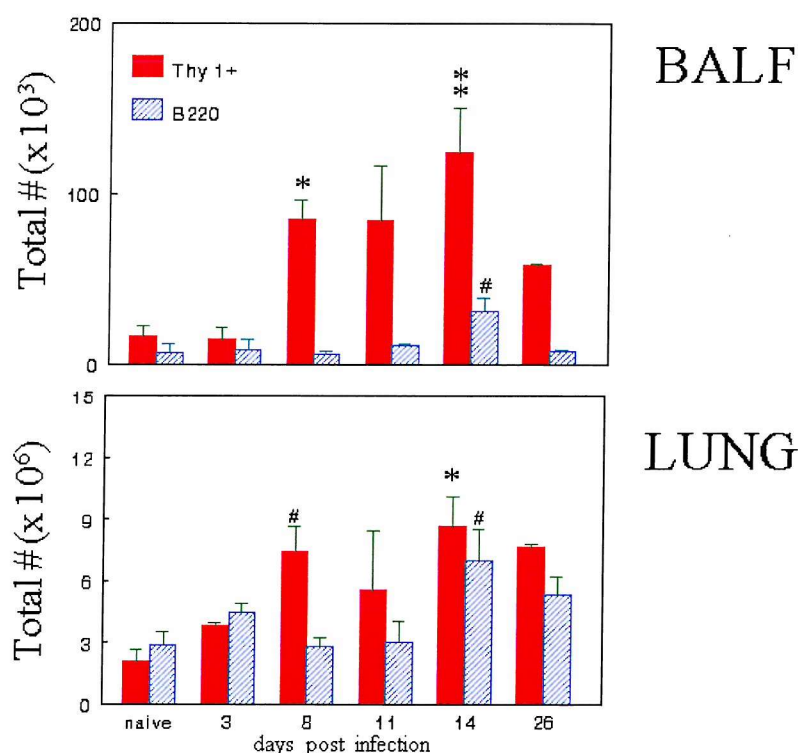 BALF
200
100
0
Total # (x10³)
Thy 1+
B220
*
**
#
LUNG
15
12
9
6
3
0
Total # (x10⁶)
#
*
#
naive 3 8 11 14 26
days post infection